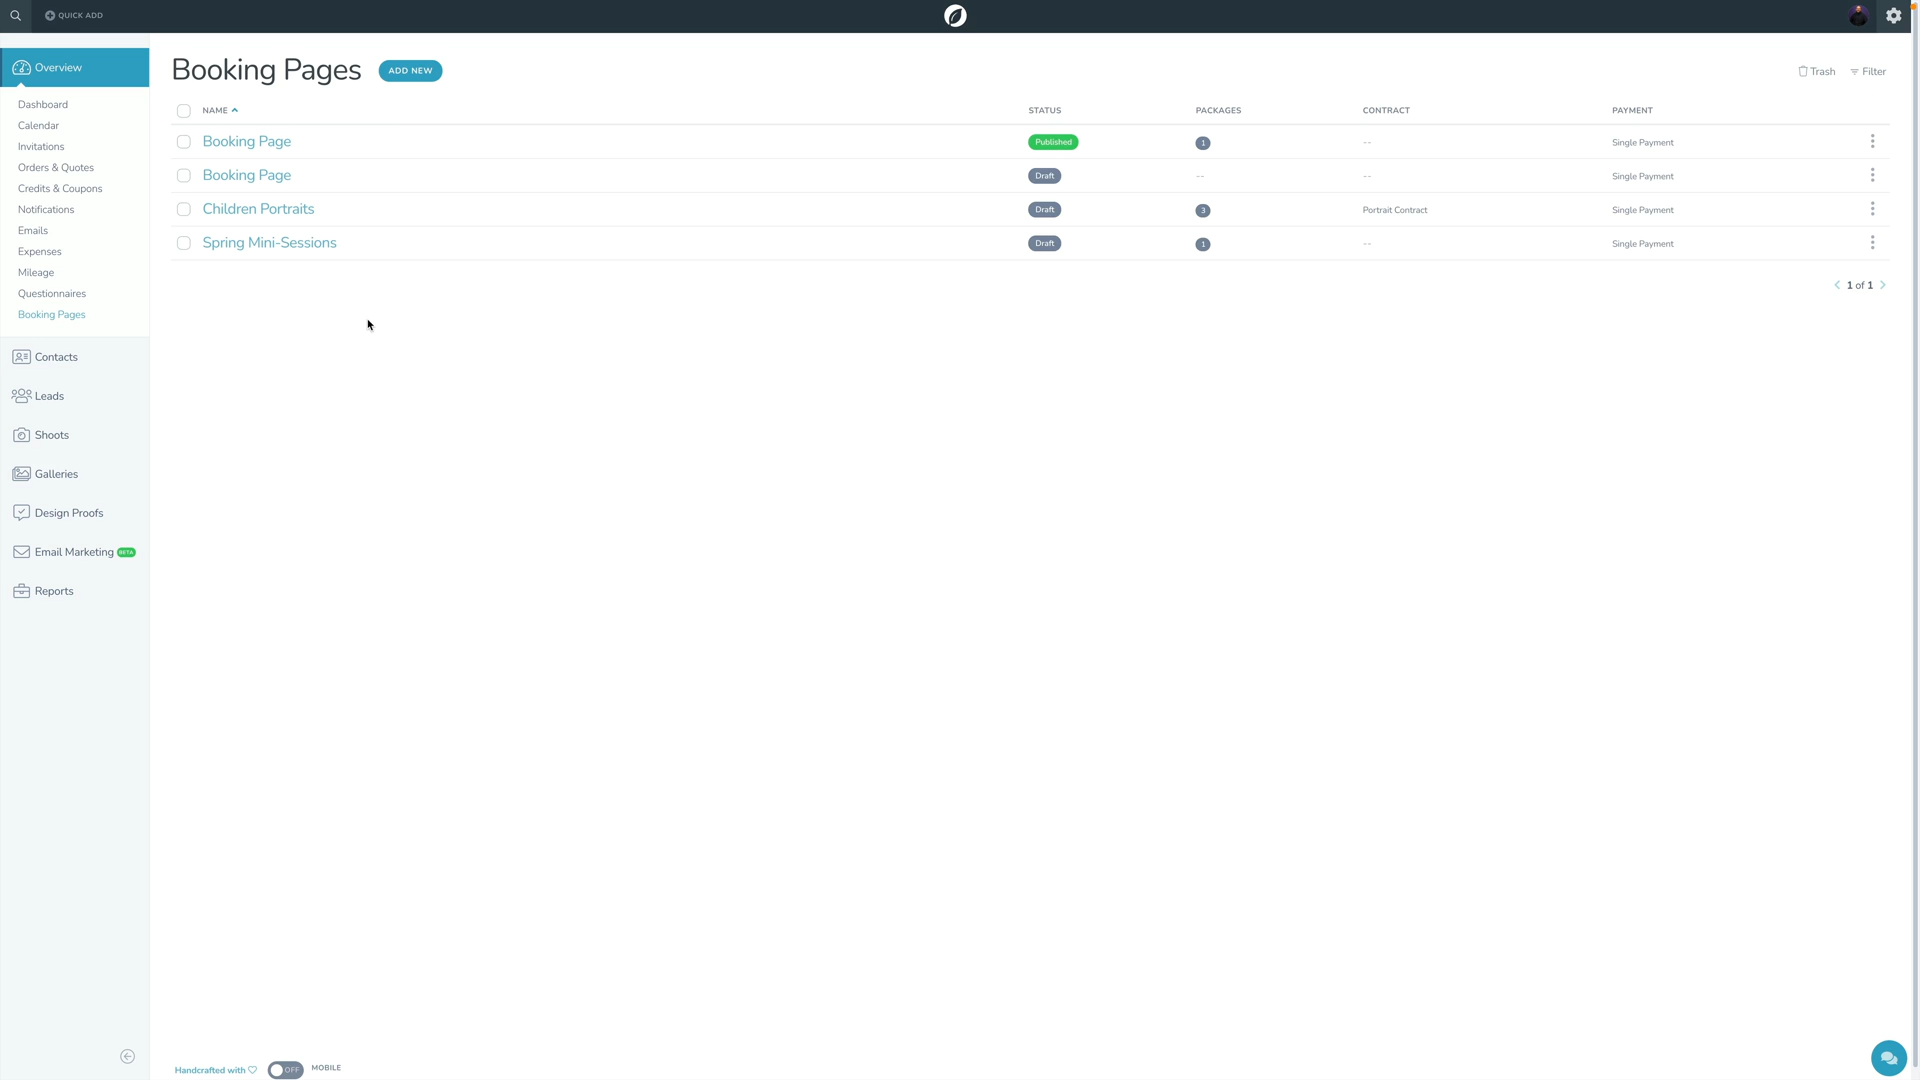 QUICK ADD
Overview
Dashboard
Calendar
Invitations
Orders & Quotes
Credits & Coupons
Notifications
Emails
Expenses
Mileage
Questionnaires
Booking Pages
Contacts
Leads
Shoots
Galleries
Design Proofs
Email Marketing BETA
Reports
Booking Pages ADD NEW
Trash Filter
NAME STATUS PACKAGES CONTRACT PAYMENT
Booking Page Published 1 -- Single Payment
Booking Page Draft -- -- Single Payment
Children Portraits Draft 3 Portrait Contract Single Payment
Spring Mini-Sessions Draft 1 -- Single Payment
1 of 1
Handcrafted with OFF MOBILE